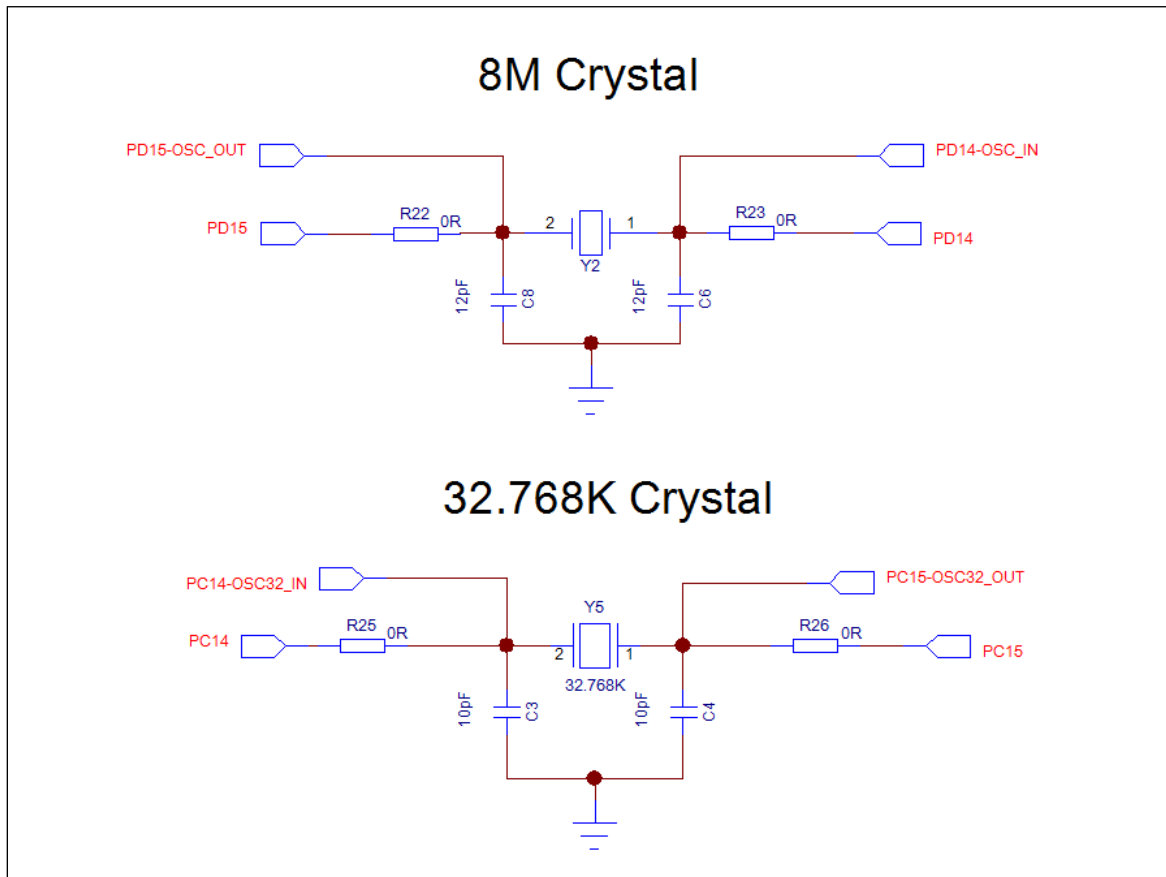 8M Crystal
PD15-OSC_OUT
PD14-OSC_IN
PD15
R22
0R
2
1
R23
0R
PD14
Y2
12pF
C8
12pF
C6
32.768K Crystal
PC14-OSC32_IN
PC15-OSC32_OUT
PC14
R25
0R
Y5
2
1
R26
0R
PC15
32.768K
10pF
C3
10pF
C4